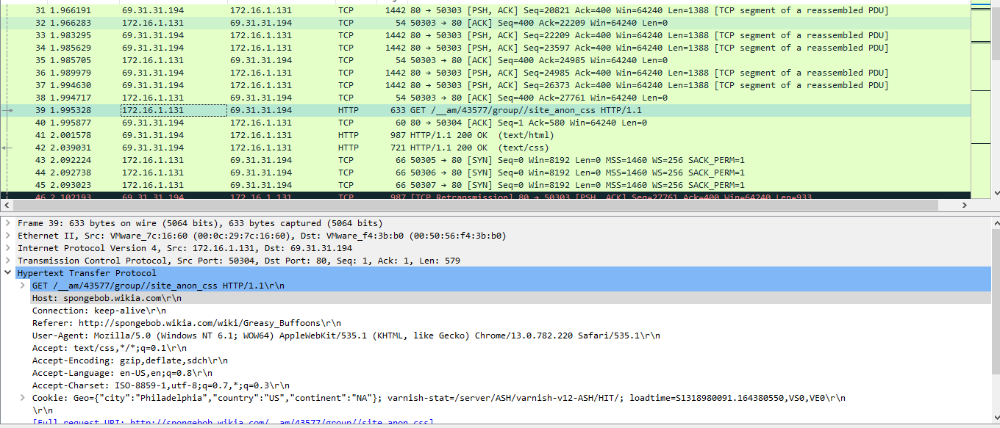 31 1.966191 69.31.31.194 172.16.1.131 TCP 1442 80 → 50303 [PSH, ACK] Seq=20821 Ack=400 Win=64240 Len=1388 [TCP segment of a reassembled PDU]
32 1.966283 172.16.1.131 69.31.31.194 TCP 54 50303 → 80 [ACK] Seq=400 Ack=22209 Win=64240 Len=0
33 1.983295 69.31.31.194 172.16.1.131 TCP 1442 80 → 50303 [PSH, ACK] Seq=22209 Ack=400 Win=64240 Len=1388 [TCP segment of a reassembled PDU]
34 1.985629 69.31.31.194 172.16.1.131 TCP 1442 80 → 50303 [PSH, ACK] Seq=23597 Ack=400 Win=64240 Len=1388 [TCP segment of a reassembled PDU]
35 1.985705 172.16.1.131 69.31.31.194 TCP 54 50303 → 80 [ACK] Seq=400 Ack=24985 Win=64240 Len=0
36 1.989979 69.31.31.194 172.16.1.131 TCP 1442 80 → 50303 [PSH, ACK] Seq=24985 Ack=400 Win=64240 Len=1388 [TCP segment of a reassembled PDU]
37 1.994630 69.31.31.194 172.16.1.131 TCP 1442 80 → 50303 [PSH, ACK] Seq=26373 Ack=400 Win=64240 Len=1388 [TCP segment of a reassembled PDU]
38 1.994717 172.16.1.131 69.31.31.194 TCP 54 50303 → 80 [ACK] Seq=400 Ack=27761 Win=64240 Len=0
39 1.995328 172.16.1.131 69.31.31.194 HTTP 633 GET /__am/43577/group//site_anon_css HTTP/1.1
40 1.995877 69.31.31.194 172.16.1.131 TCP 60 80 → 50304 [ACK] Seq=1 Ack=580 Win=64240 Len=0
41 2.001578 69.31.31.194 172.16.1.131 HTTP 987 HTTP/1.1 200 OK (text/html)
42 2.039031 69.31.31.194 172.16.1.131 HTTP 721 HTTP/1.1 200 OK (text/css)
43 2.092224 172.16.1.131 69.31.31.194 TCP 66 50305 → 80 [SYN] Seq=0 Win=8192 Len=0 MSS=1460 WS=256 SACK_PERM=1
44 2.092738 172.16.1.131 69.31.31.194 TCP 66 50306 → 80 [SYN] Seq=0 Win=8192 Len=0 MSS=1460 WS=256 SACK_PERM=1
45 2.093023 172.16.1.131 69.31.31.194 TCP 66 50307 → 80 [SYN] Seq=0 Win=8192 Len=0 MSS=1460 WS=256 SACK_PERM=1
46 2.102193 69.31.31.194 172.16.1.131 TCP 987 [TCP Retransmission] 80 → 50303 [PSH, ACK] Seq=27761 Ack=400 Win=64240 Len=933
Frame 39: 633 bytes on wire (5064 bits), 633 bytes captured (5064 bits)
Ethernet II, Src: VMware_7c:16:60 (00:0c:29:7c:16:60), Dst: VMware_f4:3b:b0 (00:50:56:f4:3b:b0)
Internet Protocol Version 4, Src: 172.16.1.131, Dst: 69.31.31.194
Transmission Control Protocol, Src Port: 50304, Dst Port: 80, Seq: 1, Ack: 1, Len: 579
Hypertext Transfer Protocol
GET /__am/43577/group//site_anon_css HTTP/1.1\r\n
Host: spongebob.wikia.com\r\n
Connection: keep-alive\r\n
Referer: http://spongebob.wikia.com/wiki/Greasy_Buffoons\r\n
User-Agent: Mozilla/5.0 (Windows NT 6.1; WOW64) AppleWebKit/535.1 (KHTML, like Gecko) Chrome/13.0.782.220 Safari/535.1\r\n
Accept: text/css,*/*;q=0.1\r\n
Accept-Encoding: gzip,deflate,sdch\r\n
Accept-Language: en-US,en;q=0.8\r\n
Accept-Charset: ISO-8859-1,utf-8;q=0.7,*;q=0.3\r\n
Cookie: Geo={"city":"Philadelphia","country":"US","continent":"NA"}; varnish-stat=/server/ASH/varnish-v12-ASH/HIT/; loadtime=S1318980091.164380550,VS0,VE0\r\n
\r\n
[Full request URI: http://spongebob.wikia.com/__am/43577/group//site_anon_css]